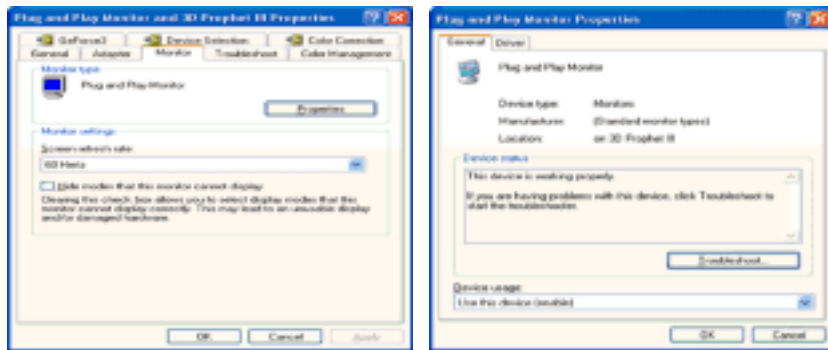 Plug and Play Monitor and 3D Prophet III Properties
GeForce3 Device Selection Color Correction
General Adapter Monitor Troubleshoot Color Management
Monitor type
Plug and Play Monitor
Properties
Monitor settings
Screen refresh rate:
60 Hertz
Hide modes that this monitor cannot display
Clearing this check box allows you to select display modes that this
monitor cannot display correctly. This may lead to an unusable display
and/or damaged hardware.
OK Cancel Apply
Plug and Play Monitor Properties
General Driver
Plug and Play Monitor
Device type: Monitors
Manufacturer: (Standard monitor types)
Location: on 3D Prophet III
Device status
This device is working properly.
If you are having problems with this device, click Troubleshoot to
start the troubleshooter.
Troubleshoot...
Device usage:
Use this device (enable)
OK Cancel